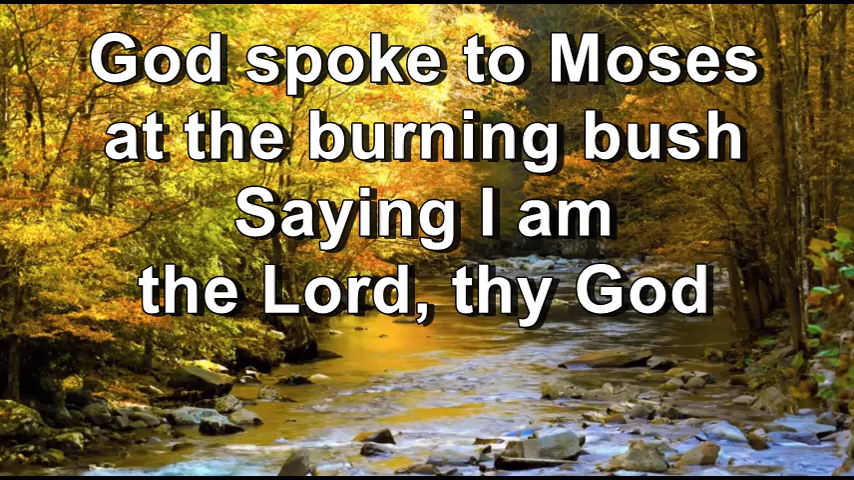 God spoke to Moses
at the burning bush
Saying I am
the Lord, thy God